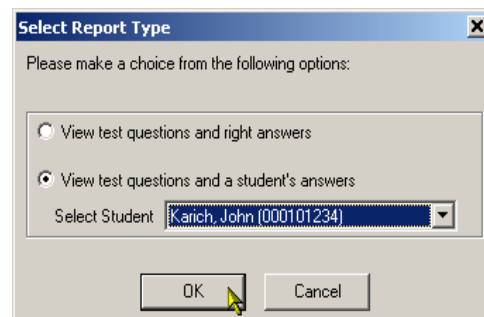 Select Report Type
Please make a choice from the following options:
View test questions and right answers
View test questions and a student's answers
Select Student Karich, John (000101234)
OK Cancel